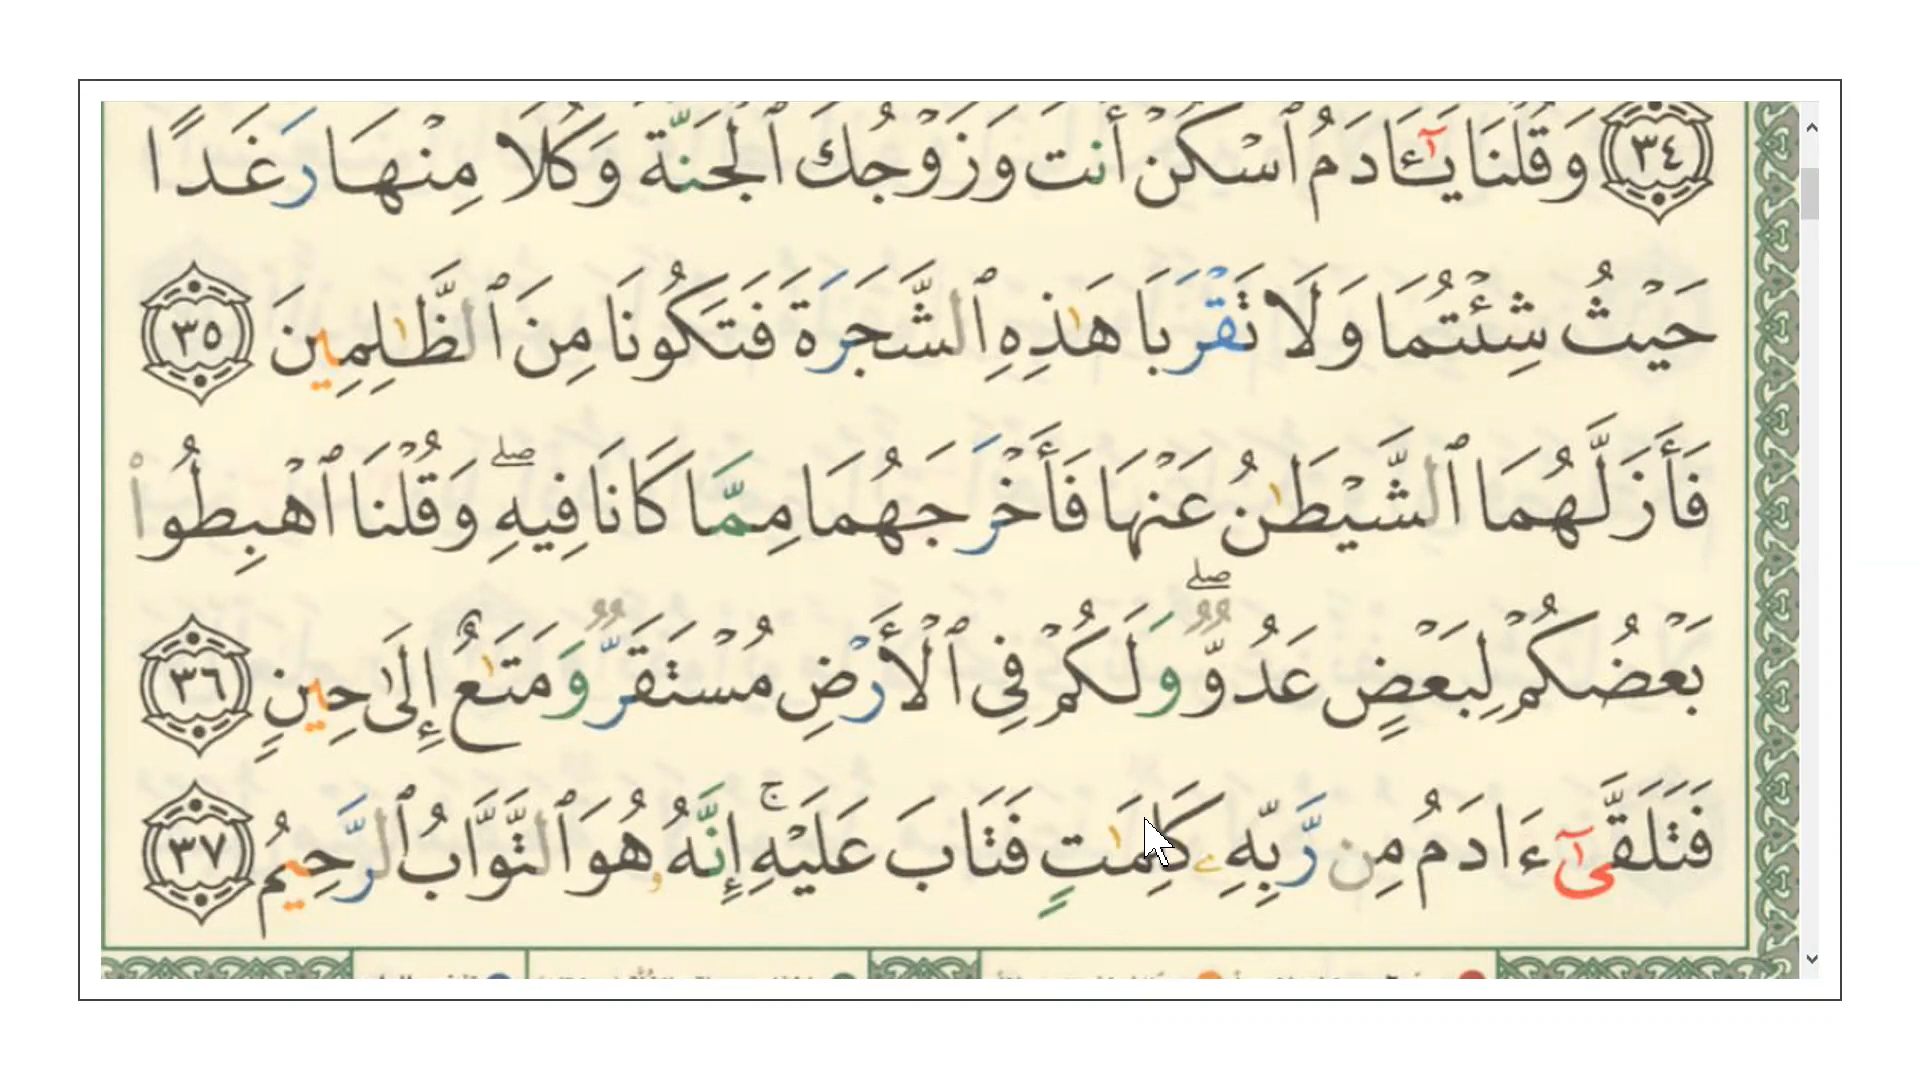 ﴿٣٤﴾ وَقُلْنَا يَـٰٓـَٔادَمُ ٱسْكُنْ أَنتَ وَزَوْجُكَ ٱلْجَنَّةَ وَكُلَا مِنْهَا رَغَدًا
حَيْثُ شِئْتُمَا وَلَا تَقْرَبَا هَـٰذِهِ ٱلشَّجَرَةَ فَتَكُونَا مِنَ ٱلظَّـٰلِمِينَ ﴿٣٥﴾
فَأَزَلَّهُمَا ٱلشَّيْطَـٰنُ عَنْهَا فَأَخْرَجَهُمَا مِمَّا كَانَا فِيهِ ۖ وَقُلْنَا ٱهْبِطُوا۟
بَعْضُكُمْ لِبَعْضٍ عَدُوٌّ ۖ وَلَكُمْ فِى ٱلْأَرْضِ مُسْتَقَرٌّ وَمَتَـٰعٌ إِلَىٰ حِينٍ ﴿٣٦﴾
فَتَلَقَّىٰٓ ءَادَمُ مِن رَّبِّهِۦ كَلِمَـٰتٍ فَتَابَ عَلَيْهِ ۚ إِنَّهُۥ هُوَ ٱلتَّوَّابُ ٱلرَّحِيمُ ﴿٣٧﴾